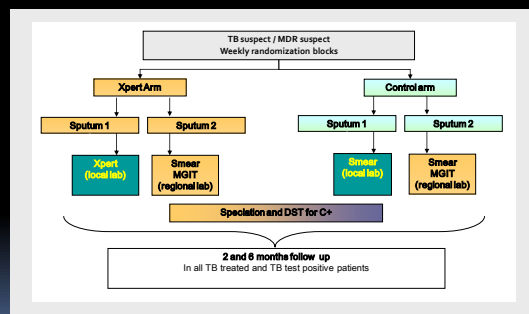 TB suspect / MDR suspect
Weekly randomization blocks
Xpert Arm
Control arm
Sputum 1
Sputum 2
Sputum 1
Sputum 2
Xpert
(local lab)
Smear
MGIT
(regional lab)
Smear
(local lab)
Smear
MGIT
(regional lab)
Speciation and DST for C+
2 and 6 months follow up
In all TB treated and TB test positive patients